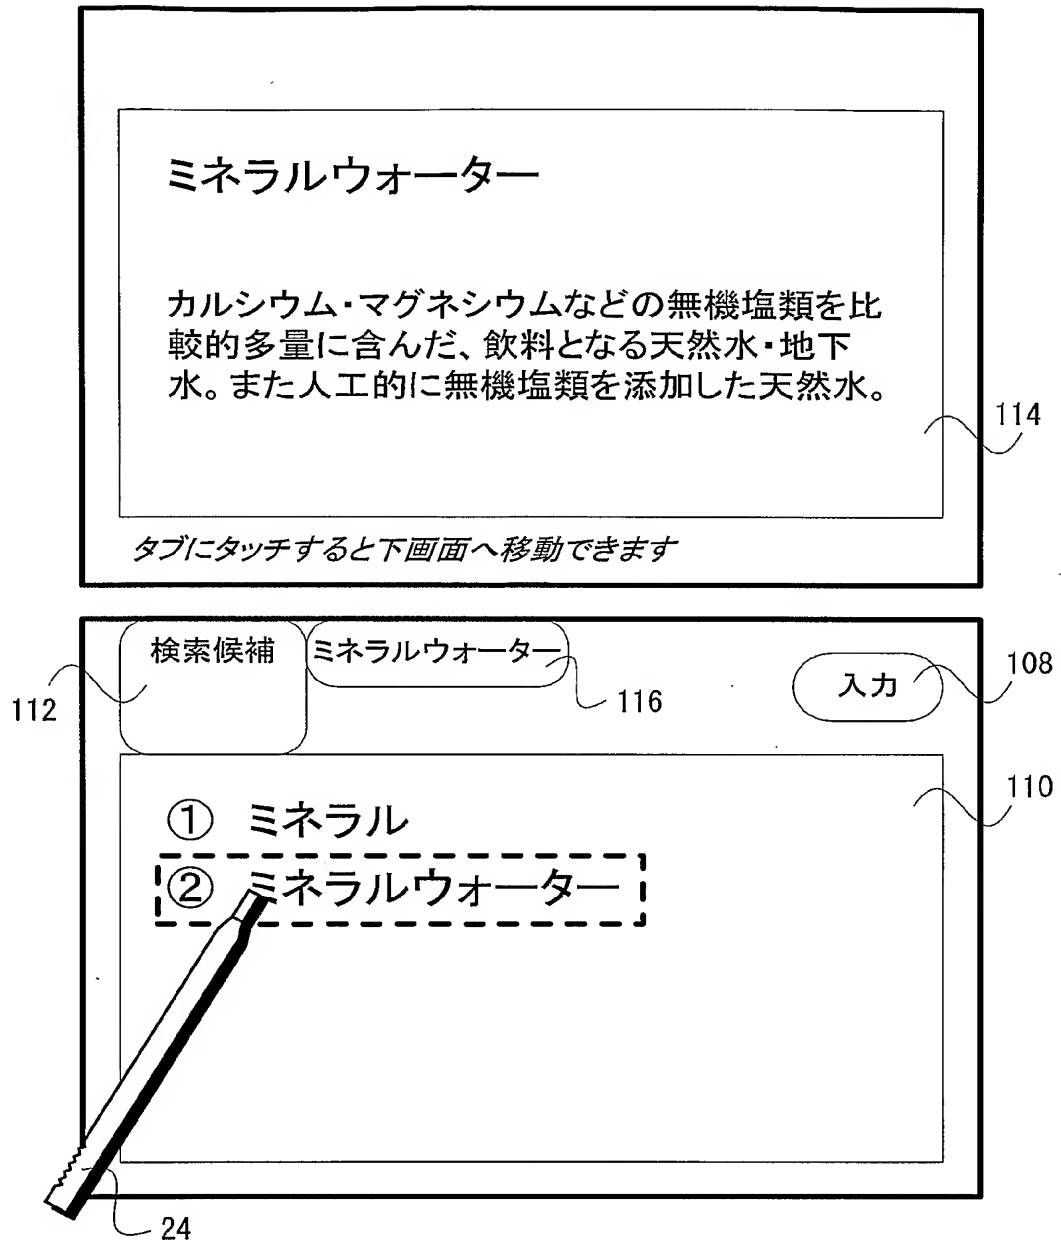 ミネラルウォーター
カルシウム・マグネシウムなどの無機塩類を比
較的多量に含んだ、飲料となる天然水・地下
水。また人工的に無機塩類を添加した天然水。
114
タブにタッチすると下画面へ移動できます
検索候補
ミネラルウォーター
108
入力
112
116
110
① ミネラル
② ミネラルウォーター
24